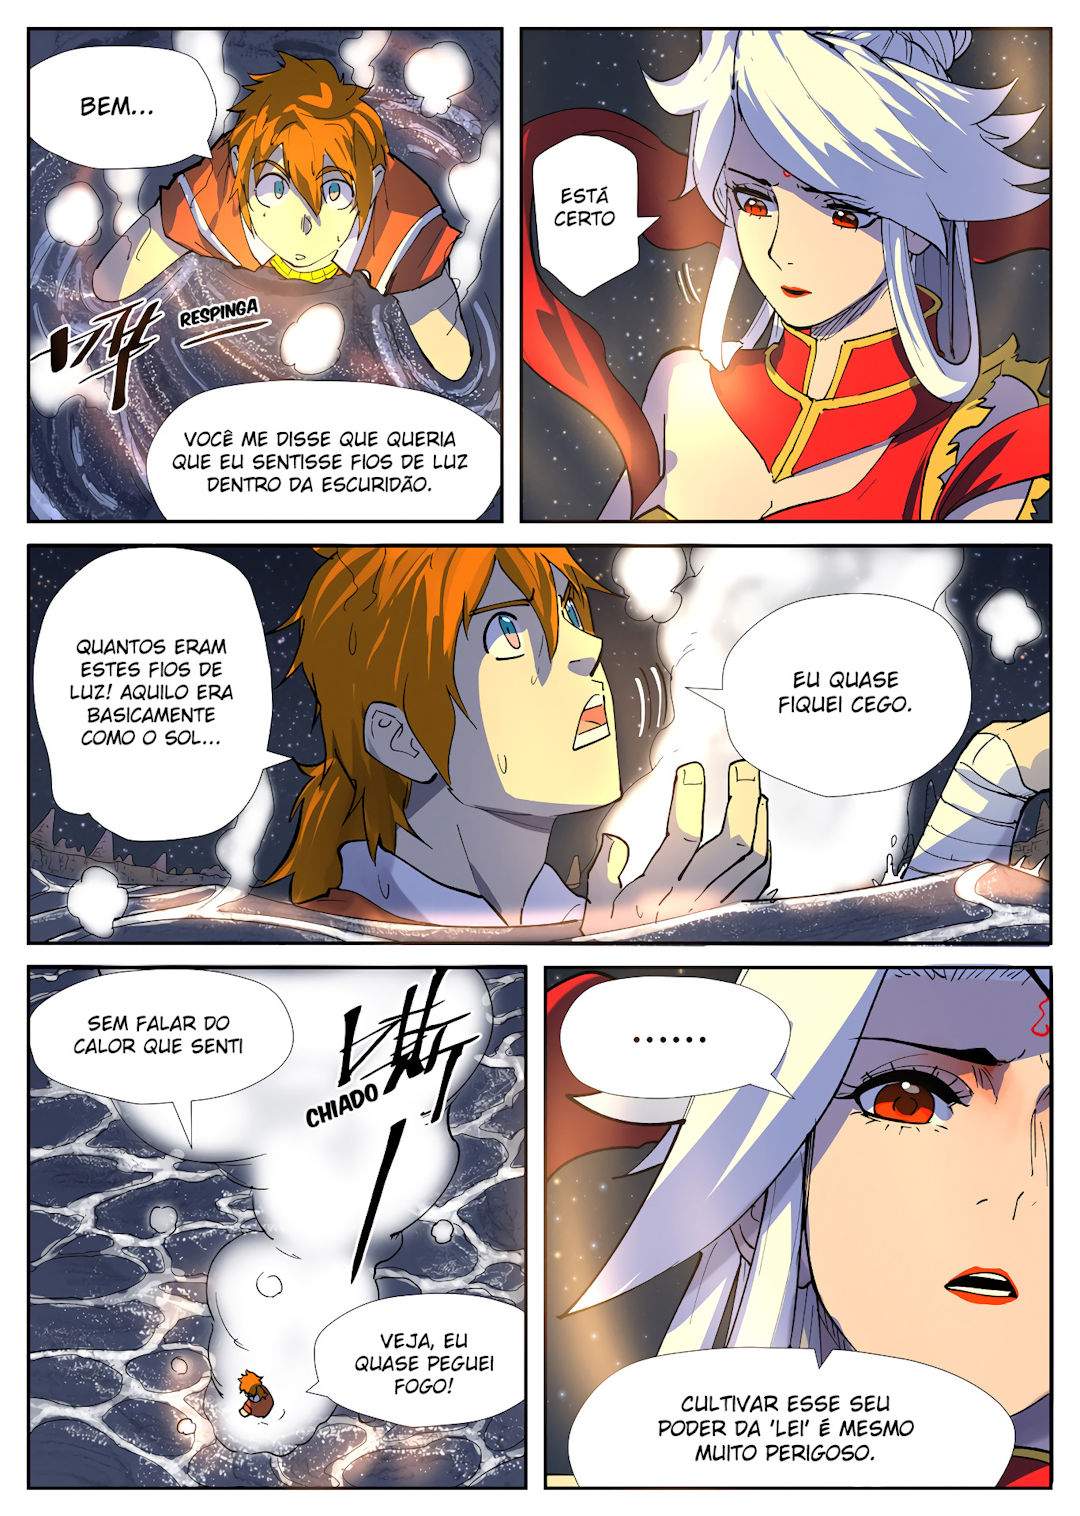 BEM...
RESPINGA
VOCÊ ME DISSE QUE QUERIA
QUE EU SENTISSE FIOS DE LUZ
DENTRO DA ESCURIDÃO.
ESTÁ
CERTO
QUANTOS ERAM
ESTES FIOS DE
LUZ! AQUILO ERA
BASICAMENTE
COMO O SOL...
EU QUASE
FIQUEI CEGO.
SEM FALAR DO
CALOR QUE SENTI
CHIADO
VEJA, EU
QUASE PEGUEI
FOGO!
.......
CULTIVAR ESSE SEU
PODER DA 'LEI' É MESMO
MUITO PERIGOSO.